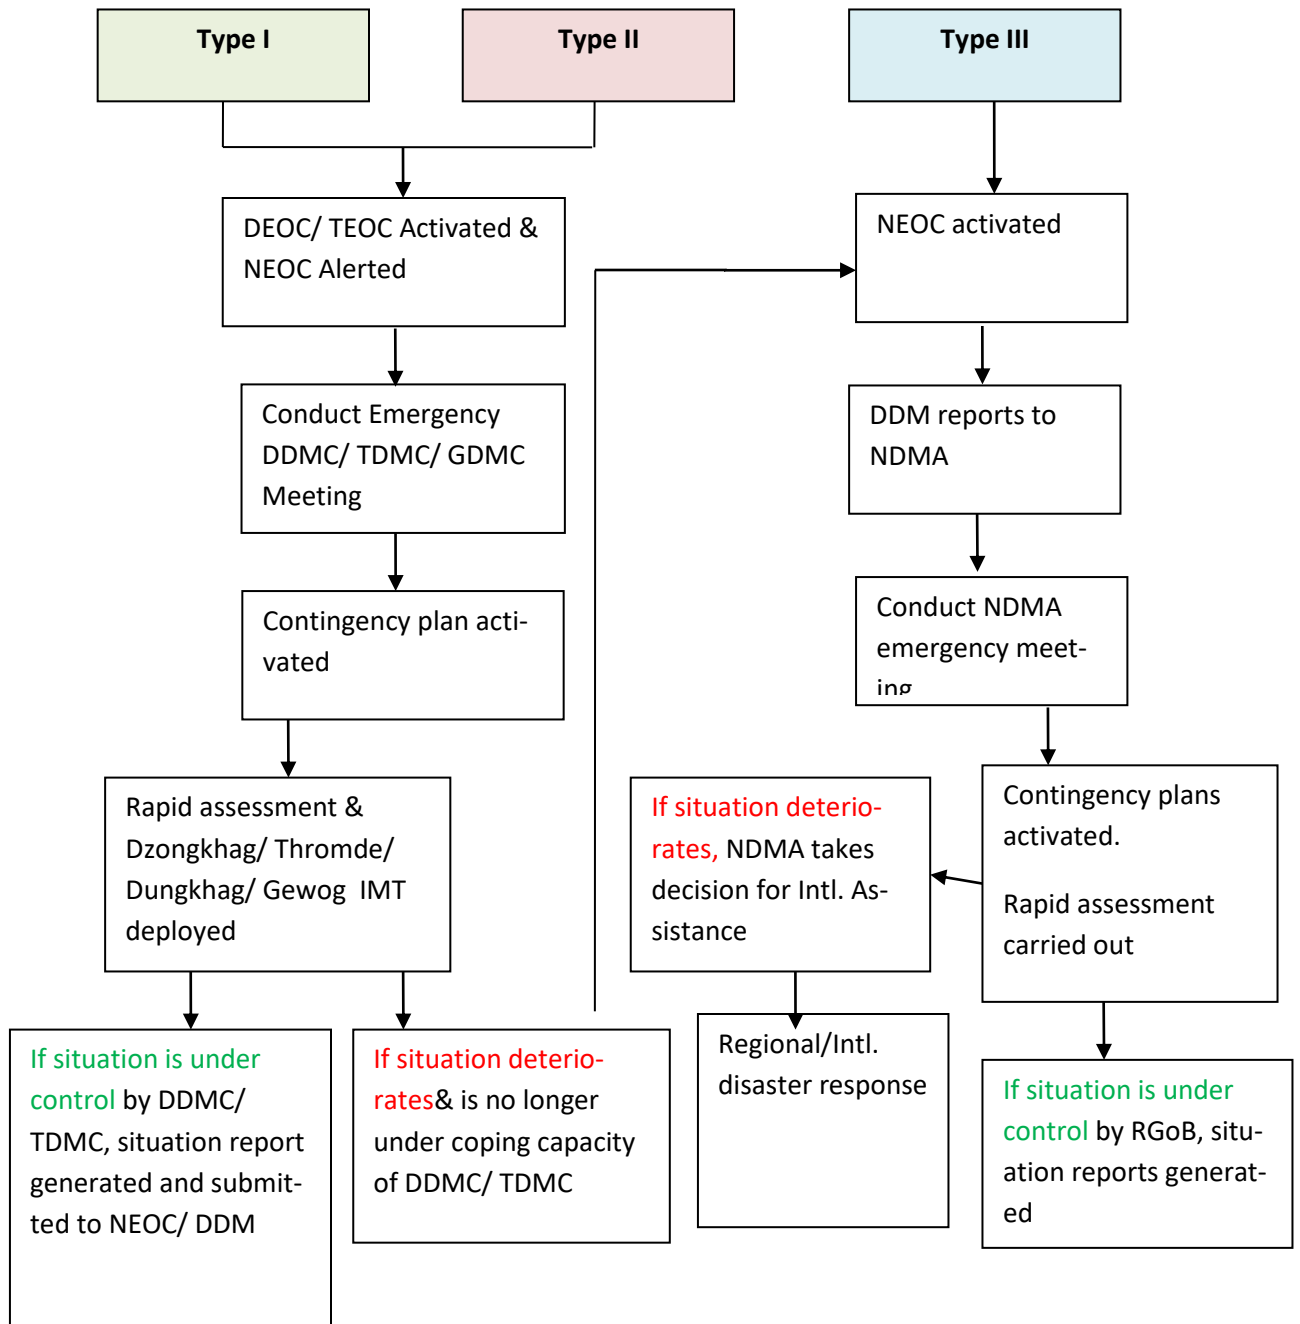 Type I
Type II
Type III
DEOC/ TEOC Activated &
NEOC Alerted
NEOC activated
Conduct Emergency
DDMC/ TDMC/ GDMC
Meeting
DDM reports to
NDMA
Contingency plan acti-
vated
Conduct NDMA
emergency meet-
ing
Rapid assessment &
Dzongkhag/ Thromde/
Dungkhag/ Gewog IMT
deployed
If situation deterio-
rates, NDMA takes
decision for Intl. As-
sistance
Contingency plans
activated.
Rapid assessment
carried out
If situation is under
control by DDMC/
TDMC, situation report
generated and submit-
ted to NEOC/ DDM
If situation deterio-
rates& is no longer
under coping capacity
of DDMC/ TDMC
Regional/Intl.
disaster response
If situation is under
control by RGoB, situ-
ation reports generat-
ed